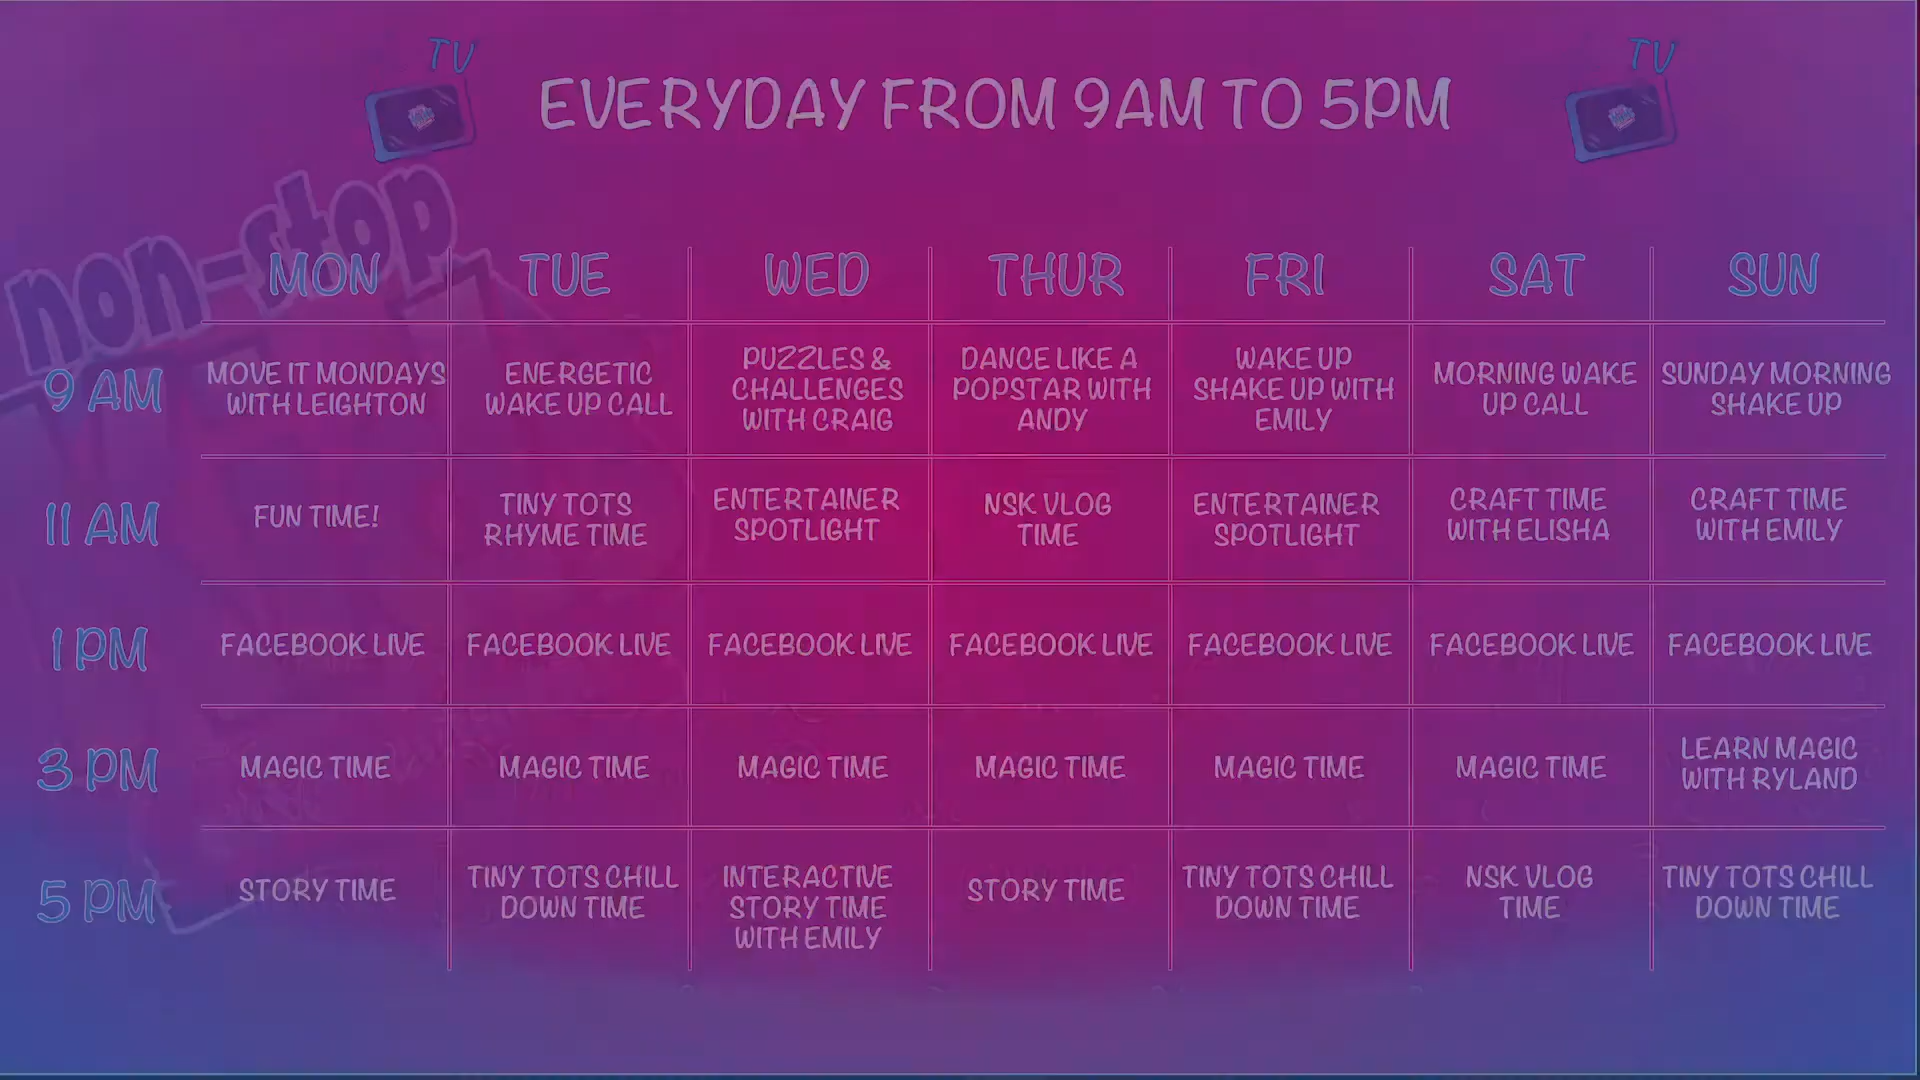 TV
TV
EVERYDAY FROM 9AM TO 5PM
non-stop
MON TUE WED THUR FRI SAT SUN
9 AM
MOVE IT MONDAYS
WITH LEIGHTON
ENERGETIC
WAKE UP CALL
PUZZLES &
CHALLENGES
WITH CRAIG
DANCE LIKE A
POPSTAR WITH
ANDY
WAKE UP
SHAKE UP WITH
EMILY
MORNING WAKE
UP CALL
SUNDAY MORNING
SHAKE UP
11 AM
FUN TIME!
TINY TOTS
RHYME TIME
ENTERTAINER
SPOTLIGHT
NSK VLOG
TIME
ENTERTAINER
SPOTLIGHT
CRAFT TIME
WITH ELISHA
CRAFT TIME
WITH EMILY
1 PM
FACEBOOK LIVE
FACEBOOK LIVE
FACEBOOK LIVE
FACEBOOK LIVE
FACEBOOK LIVE
FACEBOOK LIVE
FACEBOOK LIVE
3 PM
MAGIC TIME
MAGIC TIME
MAGIC TIME
MAGIC TIME
MAGIC TIME
MAGIC TIME
LEARN MAGIC
WITH RYLAND
5 PM
STORY TIME
TINY TOTS CHILL
DOWN TIME
INTERACTIVE
STORY TIME
WITH EMILY
STORY TIME
TINY TOTS CHILL
DOWN TIME
NSK VLOG
TIME
TINY TOTS CHILL
DOWN TIME